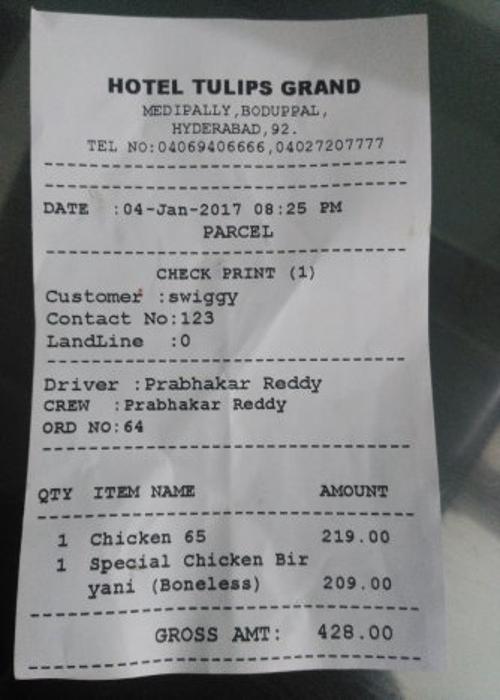 HOTEL TULIPS GRAND
MEDIPALLY,BODUPPAL,
HYDERABAD,92.
TEL NO:04069406666,04027207777
DATE :04-Jan-2017 08:25 PM
PARCEL
CHECK PRINT (1)
Customer :swiggy
Contact No:123
LandLine :0
Driver :Prabhakar Reddy
CREW :Prabhakar Reddy
ORD NO:64
QTY ITEM NAME AMOUNT
1 Chicken 65 219.00
1 Special Chicken Bir
yani (Boneless) 209.00
GROSS AMT: 428.00